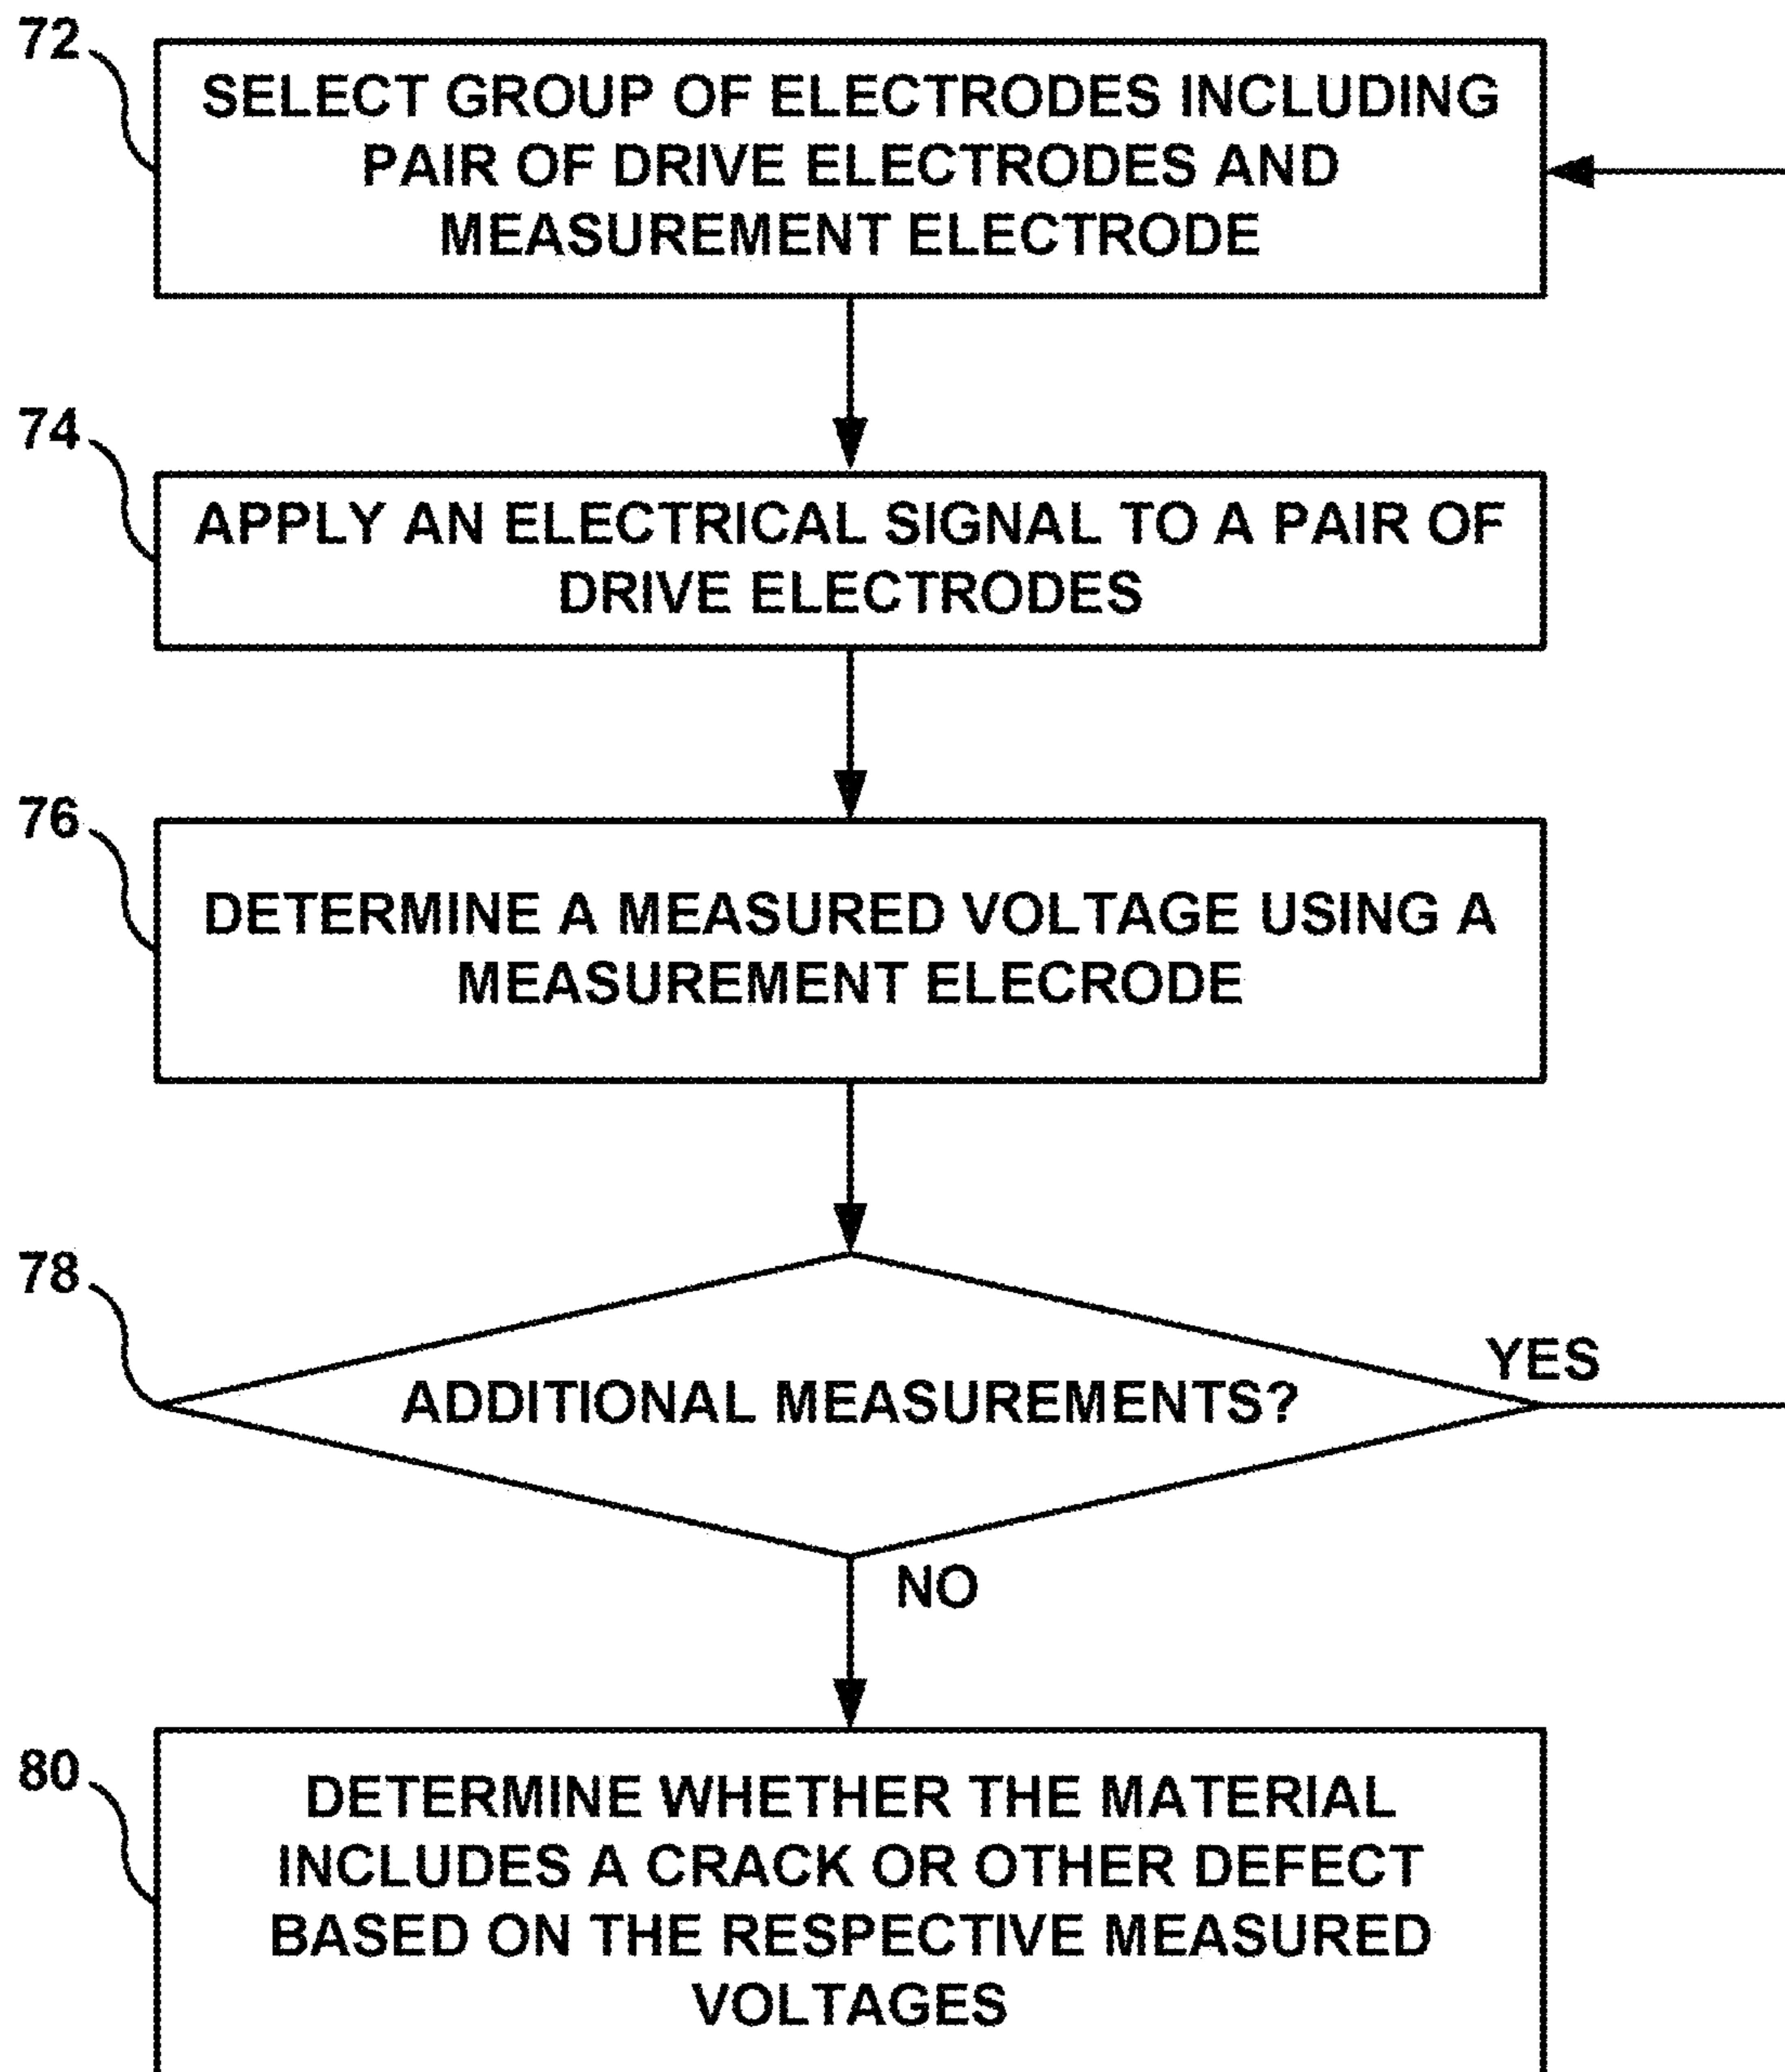 72
SELECT GROUP OF ELECTRODES INCLUDING
PAIR OF DRIVE ELECTRODES AND
MEASUREMENT ELECTRODE
74
APPLY AN ELECTRICAL SIGNAL TO A PAIR OF
DRIVE ELECTRODES
76
DETERMINE A MEASURED VOLTAGE USING A
MEASUREMENT ELECRODE
78
ADDITIONAL MEASUREMENTS?
YES
NO
80
DETERMINE WHETHER THE MATERIAL
INCLUDES A CRACK OR OTHER DEFECT
BASED ON THE RESPECTIVE MEASURED
VOLTAGES